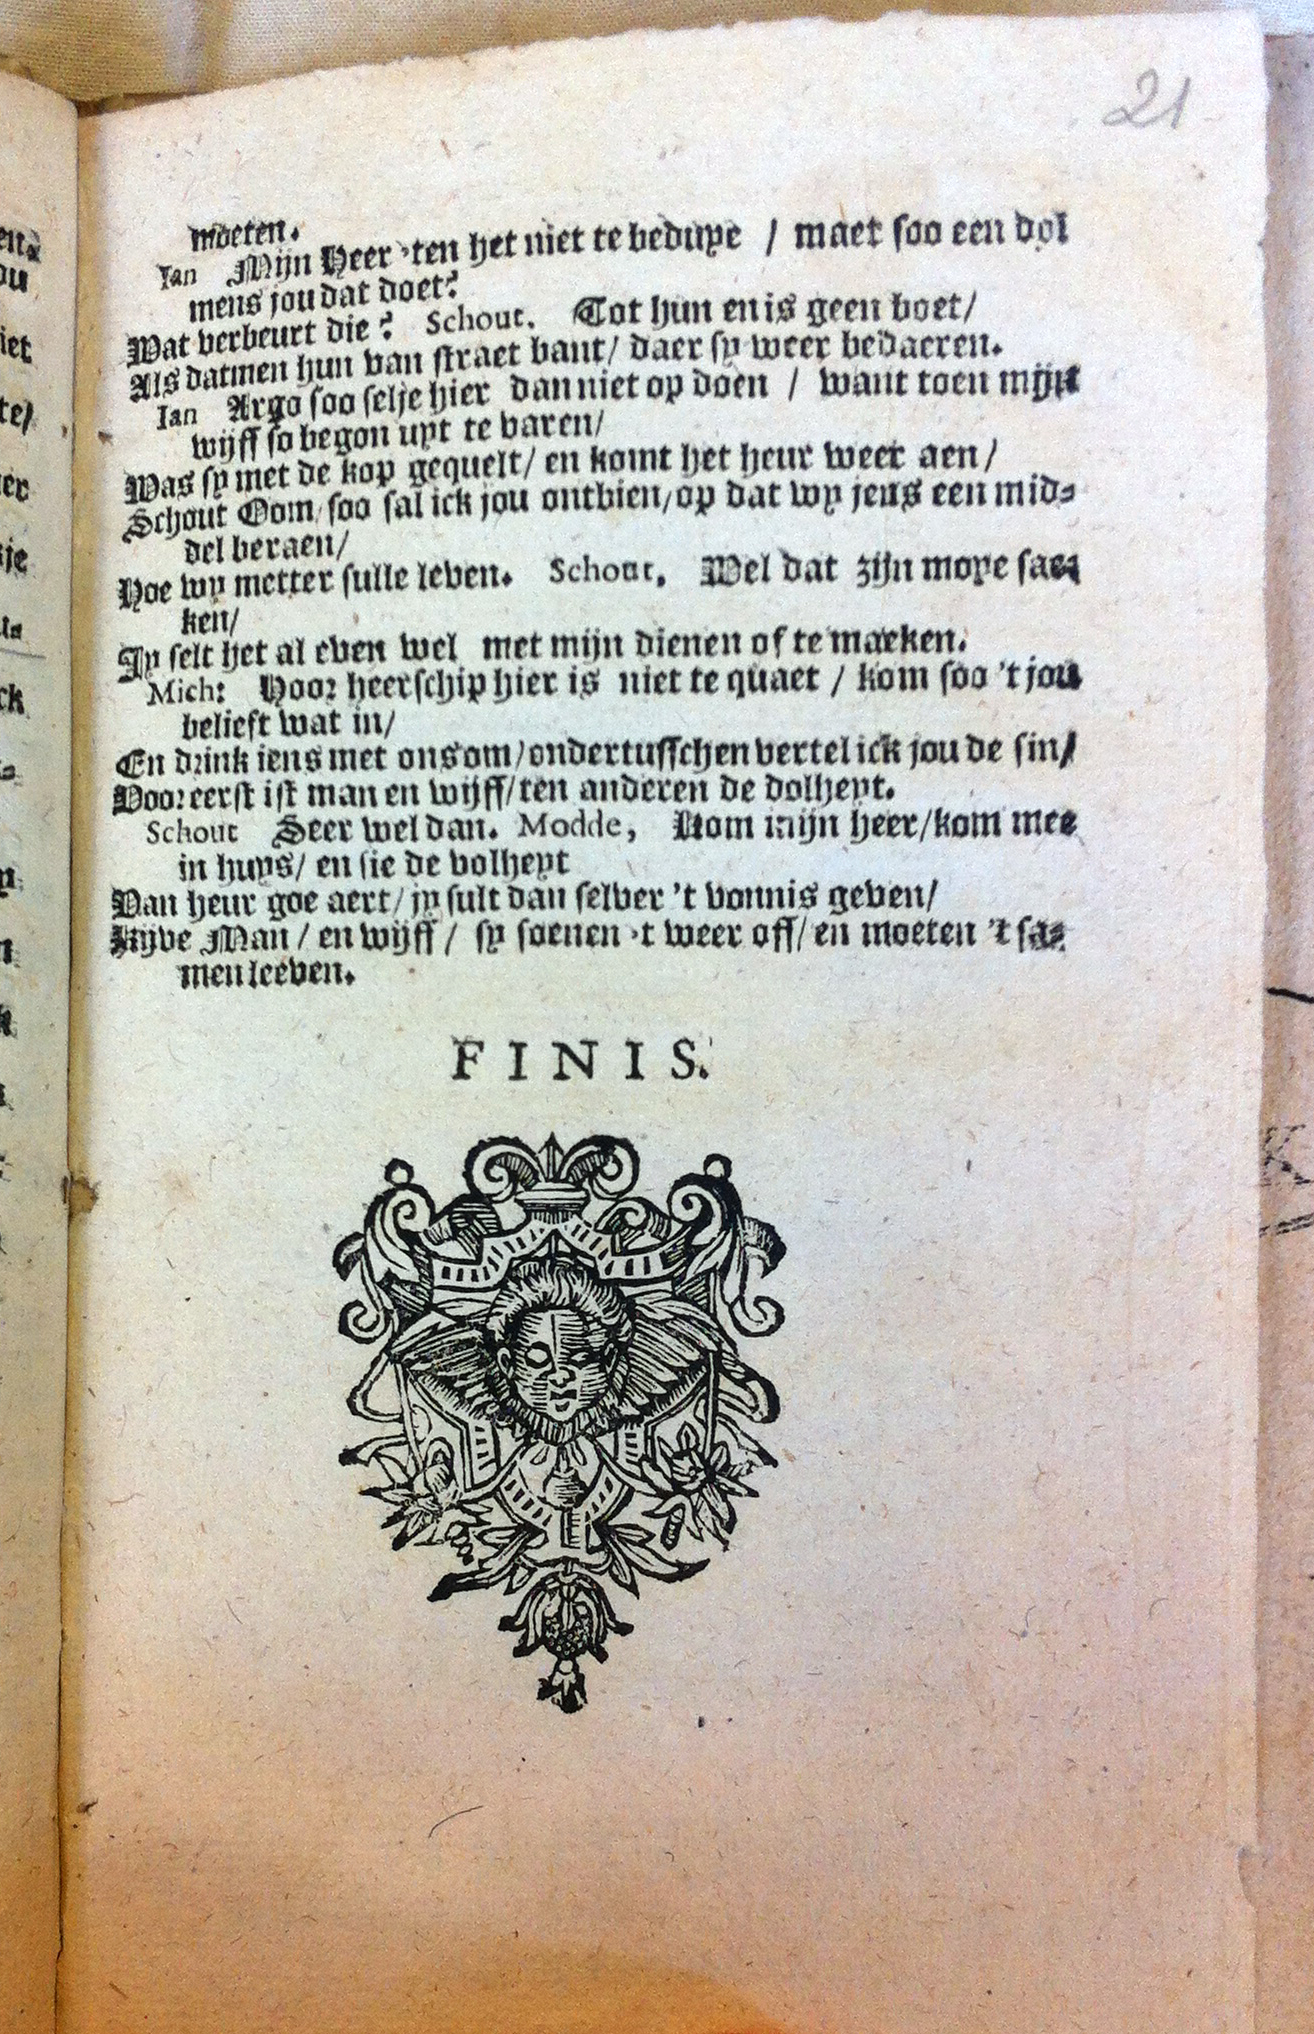 21
moeten.
Ian Mijn Heer 'ten het niet te beduye / maer soo een dol
mens jou dat doet?
Wat verbeurt die? Schout. Tot hun en is geen boet/
Als datmen hun van straet bant/ daer sy weer bedaeren.
Ian Argo soo selje hier dan niet op doen / want toen mijn
wijff so begon uyt te varen/
Was sy met de kop gequelt/ en komt het heur weer aen/
Schout Oom/ soo sal ick jou ontbien/ op dat wy jens een mid-
del beraen/
Hoe wy metter sulle leven. Schout. Wel dat zijn moye sae-
ken/
Jy selt het al even wel met mijn dienen of te maeken.
Mich: Hoor heerschip hier is niet te quaet / kom soo 't jou
belieft wat in/
En drink iens met ons om/ ondertusschen vertel ick jou de sin/
Voor eerst ist man en wijff/ ten anderen de dolheyt.
Schout Seer wel dan. Modde, Kom mijn heer/ kom mee
in huys/ en sie de volheyt
Van heur goe aert/ jy sult dan selver 't vonnis geven/
Kijve Man / en wijff / sy soenen 't weer off/ en moeten 't sa-
men leeven.
FINIS.